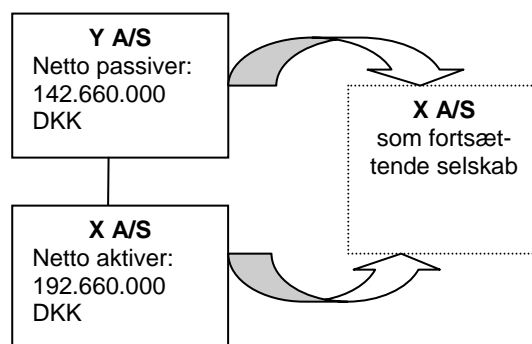 Y A/S
Netto passiver:
142.660.000
DKK
X A/S
som fortsæt-
tende selskab
X A/S
Netto aktiver:
192.660.000
DKK